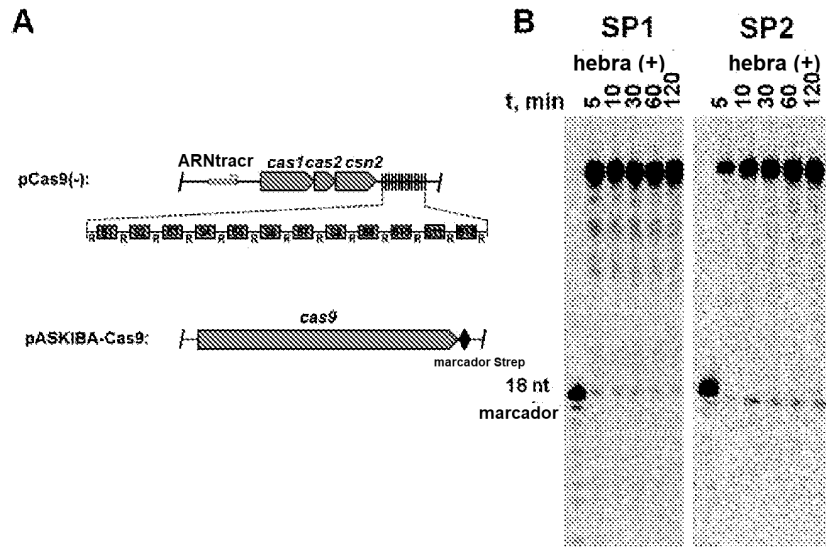 A
B
SP1
SP2
hebra (+)
hebra (+)
t, min
5
10
30
60
120
5
10
30
60
120
ARNtracr
cas1 cas2 csn2
pCas9(-):
R R R R R R R R R R R R R
cas9
pASKIBA-Cas9:
marcador Strep
18 nt
marcador